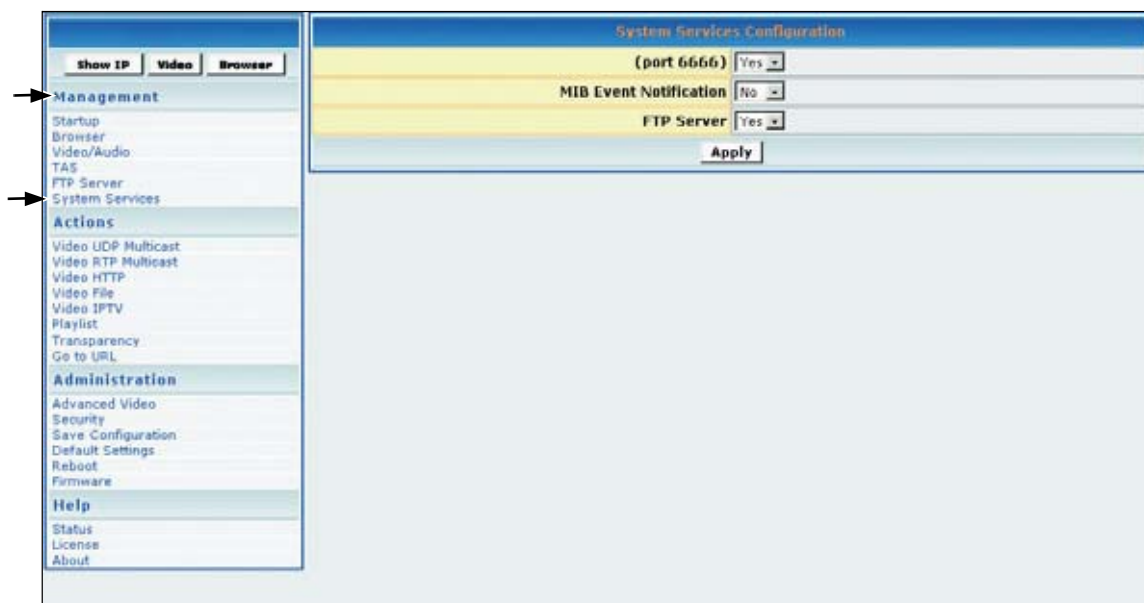 Show IP Video Browser
Management
Startup
Browser
Video/Audio
TAS
FTP Server
System Services
Actions
Video UDP Multicast
Video RTP Multicast
Video HTTP
Video File
Video IPTV
Playlist
Transparency
Go to URL
Administration
Advanced Video
Security
Save Configuration
Default Settings
Reboot
Firmware
Help
Status
License
About
System Services Configuration
(port 6666) Yes
MIB Event Notification No
FTP Server Yes
Apply